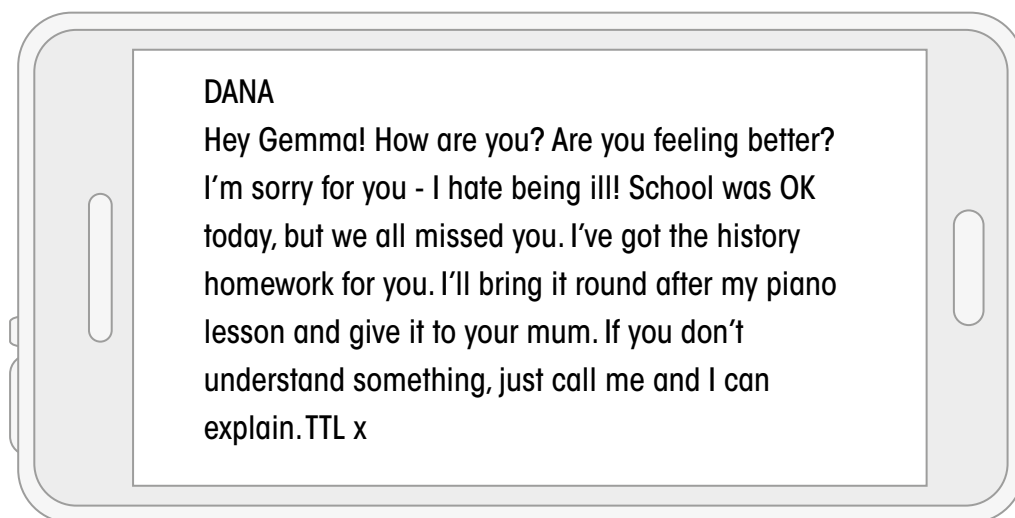 DANA
Hey Gemma! How are you? Are you feeling better?
I’m sorry for you - I hate being ill! School was OK
today, but we all missed you. I’ve got the history
homework for you. I’ll bring it round after my piano
lesson and give it to your mum. If you don’t
understand something, just call me and I can
explain. TTL x